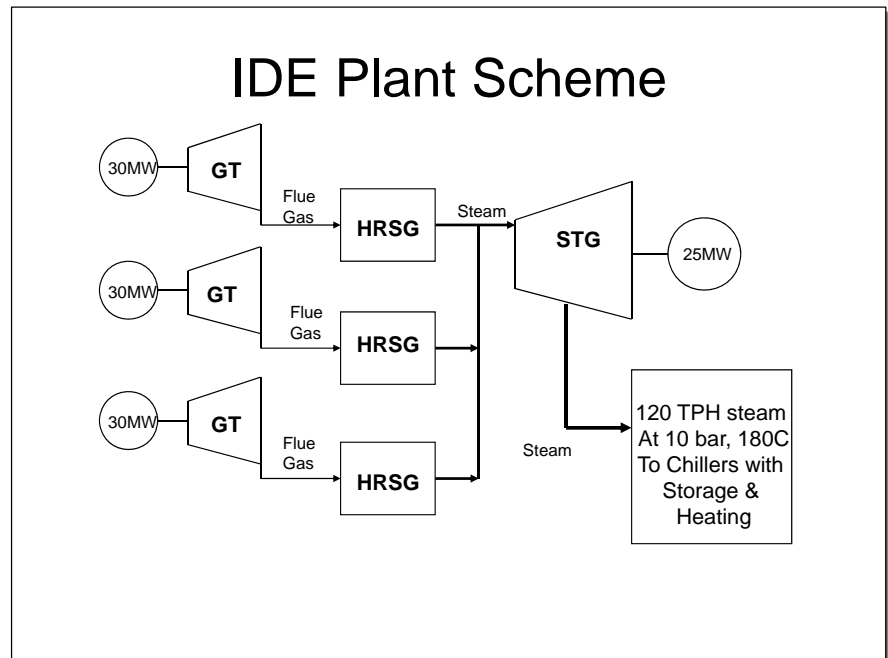 IDE Plant Scheme
30MW
GT
Flue
Gas
HRSG
Steam
STG
25MW
30MW
GT
Flue
Gas
HRSG
30MW
GT
Flue
Gas
HRSG
Steam
120 TPH steam
At 10 bar, 180C
To Chillers with
Storage &
Heating